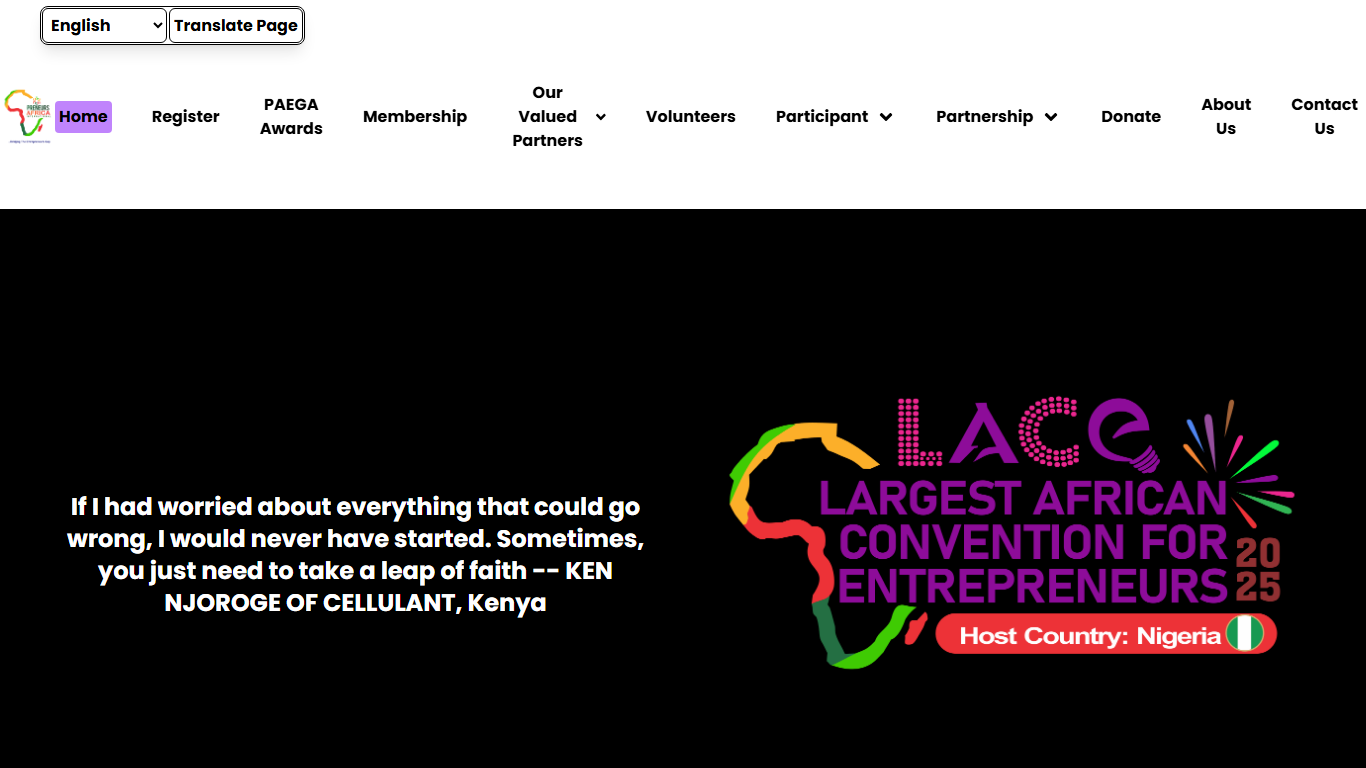 English
Translate Page
PRENEURS
AFRICA
Home
Register
PAEGA
Awards
Membership
Our
Valued
Partners
Volunteers
Participant
Partnership
Donate
About
Us
Contact
Us
If I had worried about everything that could go
wrong, I would never have started. Sometimes,
you just need to take a leap of faith -- KEN
NJOROGE OF CELLULANT, Kenya
LACE
LARGEST AFRICAN
CONVENTION FOR
ENTREPRENEURS
20
25
Host Country: Nigeria